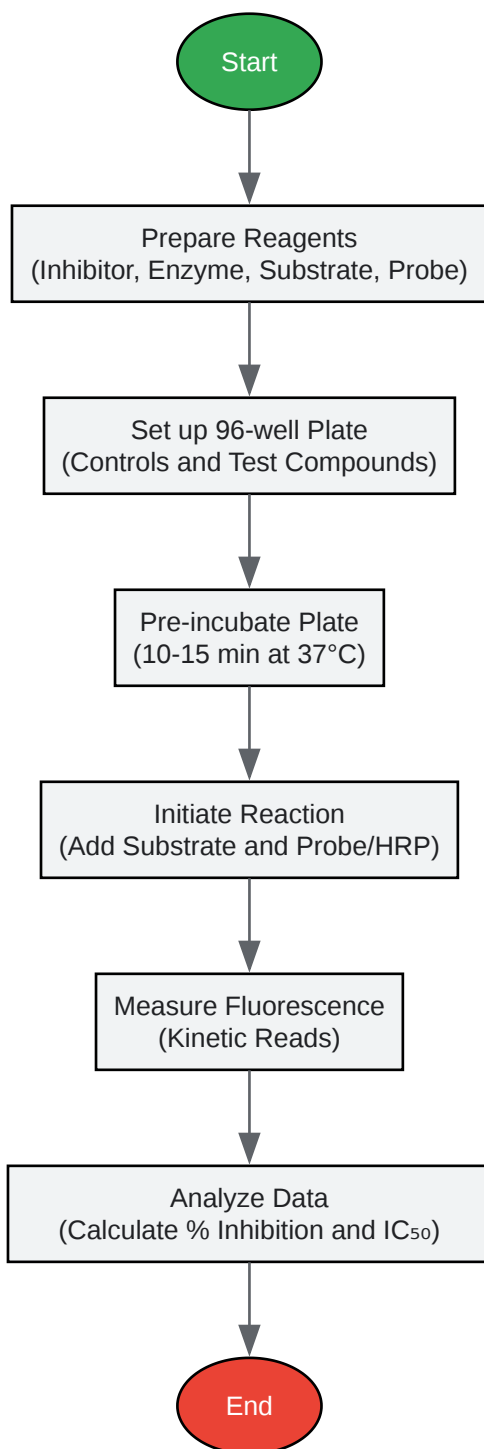 Start
Prepare Reagents
(Inhibitor, Enzyme, Substrate, Probe)
Set up 96-well Plate
(Controls and Test Compounds)
Pre-incubate Plate
(10-15 min at 37°C)
Initiate Reaction
(Add Substrate and Probe/HRP)
Measure Fluorescence
(Kinetic Reads)
Analyze Data
(Calculate % Inhibition and IC₅₀)
End